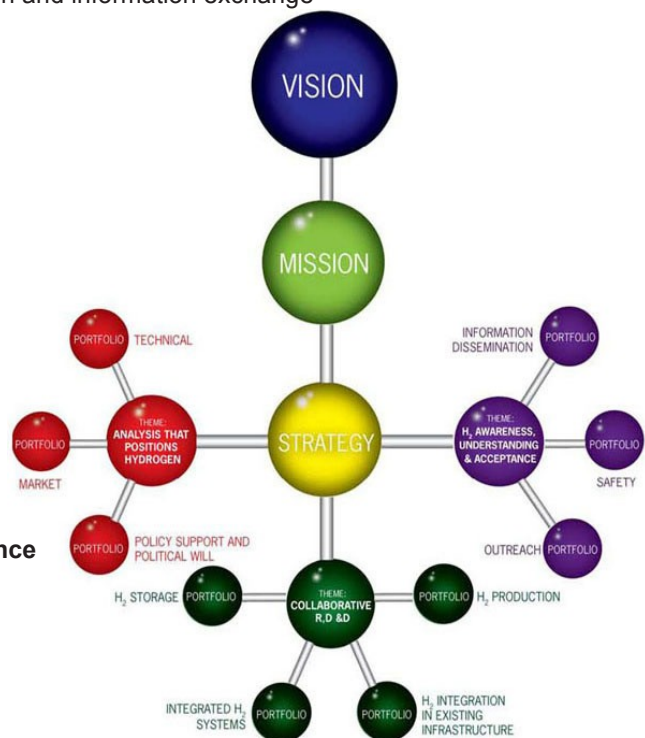 n and information exchange
VISION
MISSION
PORTFOLIO
TECHNICAL
INFORMATION
DISSEMINATION
PORTFOLIO
PORTFOLIO
MARKET
THEME:
ANALYSIS THAT
POSITIONS
HYDROGEN
STRATEGY
THEME:
H₂ AWARENESS,
UNDERSTANDING
& ACCEPTANCE
PORTFOLIO
SAFETY
PORTFOLIO
POLICY SUPPORT AND
POLITICAL WILL
nce
OUTREACH
PORTFOLIO
H₂ STORAGE
PORTFOLIO
THEME:
COLLABORATIVE
R,D &D
PORTFOLIO
H₂ PRODUCTION
INTEGRATED H₂
SYSTEMS
PORTFOLIO
PORTFOLIO
H₂ INTEGRATION
IN EXISTING
INFRASTRUCTURE